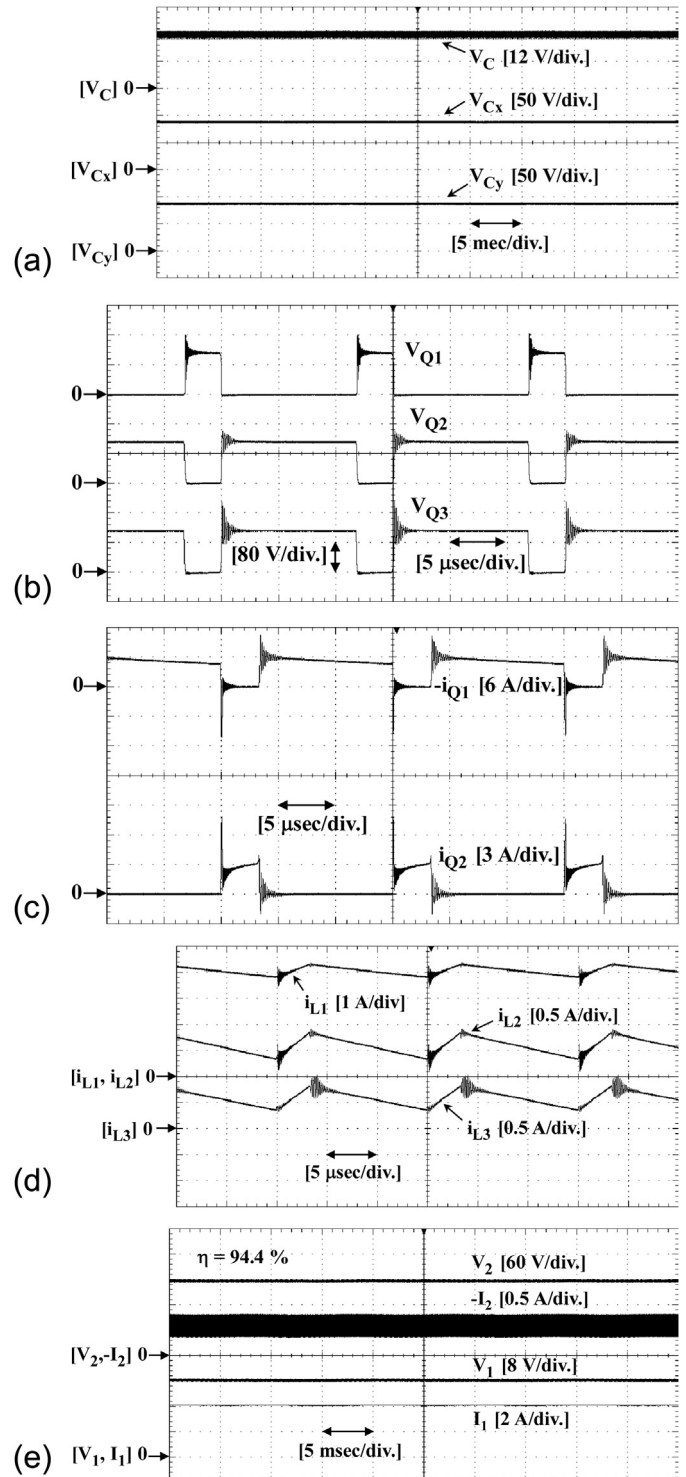 V_C [12 V/div.]
[V_C] 0
V_Cx [50 V/div.]
[V_Cx] 0
V_Cy [50 V/div.]
[5 mec/div.]
[V_Cy] 0
(a)
V_Q1
0
V_Q2
0
V_Q3
[80 V/div.]
[5 μsec/div.]
0
(b)
0
-i_Q1 [6 A/div.]
[5 μsec/div.]
i_Q2 [3 A/div.]
0
(c)
i_L1 [1 A/div]
i_L2 [0.5 A/div.]
[i_L1, i_L2] 0
[i_L3] 0
i_L3 [0.5 A/div.]
[5 μsec/div.]
(d)
η = 94.4 %
V_2 [60 V/div.]
-I_2 [0.5 A/div.]
[V_2,-I_2] 0
V_1 [8 V/div.]
I_1 [2 A/div.]
[5 msec/div.]
[V_1, I_1] 0
(e)